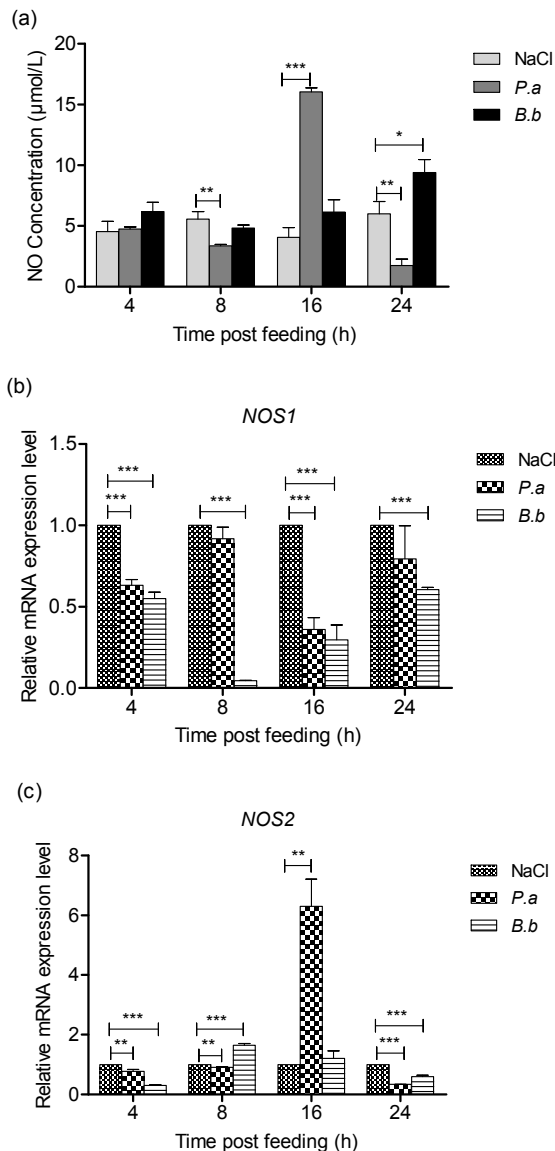 (a)
20
15
10
5
0
NO Concentration (μmol/L)
***
**
*
**
NaCl
P.a
B.b
4 8 16 24
Time post feeding (h)
(b)
NOS1
1.5
1.0
0.5
0.0
Relative mRNA expression level
***
***
***
***
***
***
NaCl
P.a
B.b
4 8 16 24
Time post feeding (h)
(c)
NOS2
8
6
4
2
0
Relative mRNA expression level
**
***
**
***
**
***
***
NaCl
P.a
B.b
4 8 16 24
Time post feeding (h)